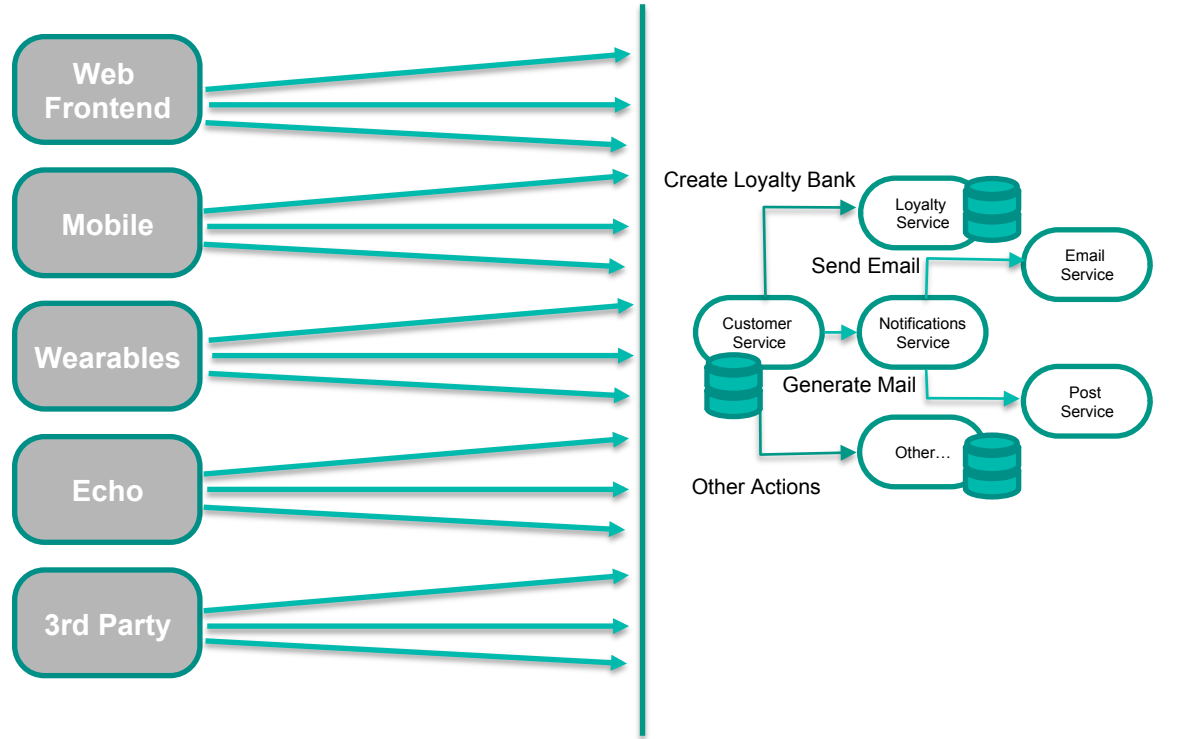 Web
Frontend
Mobile
Wearables
Echo
3rd Party
Create Loyalty Bank
Loyalty
Service
Send Email
Email
Service
Customer
Service
Notifications
Service
Generate Mail
Post
Service
Other…
Other Actions